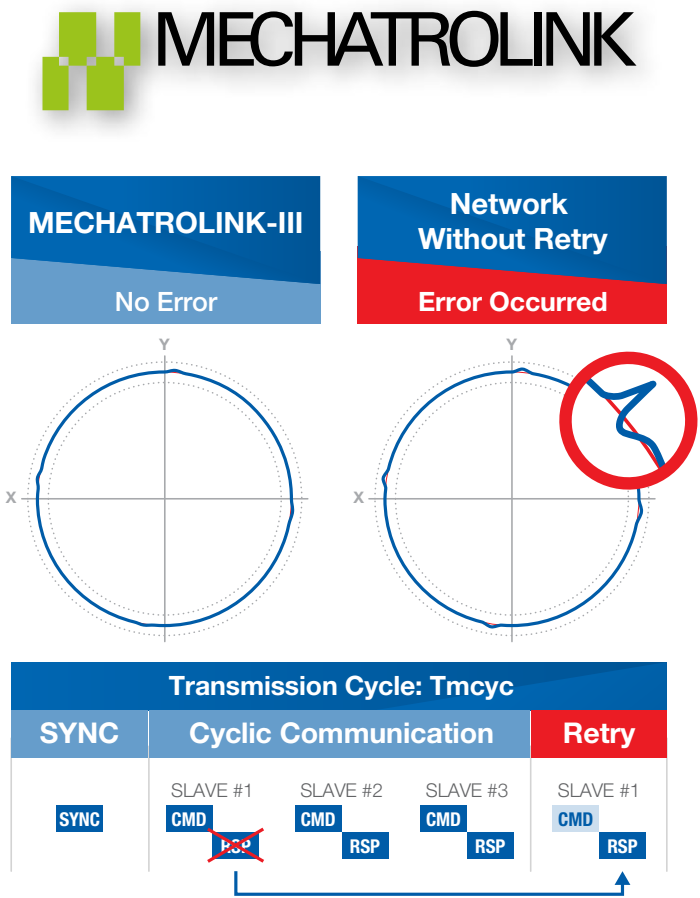 MECHATROLINK
MECHATROLINK-III
No Error
Network
Without Retry
Error Occurred
Y
X
Y
X
Transmission Cycle: Tmcyc
SYNC
Cyclic Communication
Retry
SLAVE #1
SLAVE #2
SLAVE #3
SLAVE #1
SYNC
CMD
CMD
CMD
CMD
RSP
RSP
RSP
RSP